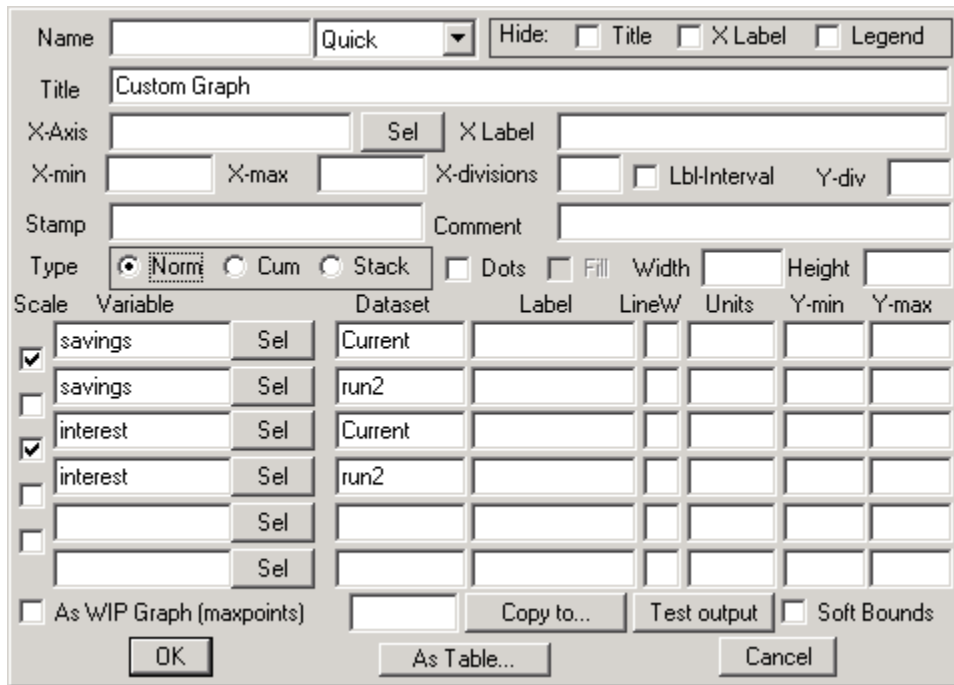 Name Quick Hide: Title X Label Legend
Title Custom Graph
X-Axis Sel X Label
X-min X-max X-divisions Lbl-Interval Y-div
Stamp Comment
Type Norm Cum Stack Dots Fill Width Height
Scale Variable Dataset Label LineW Units Y-min Y-max
savings Sel Current
savings Sel run2
interest Sel Current
interest Sel run2
Sel
Sel
As WIP Graph (maxpoints) Copy to... Test output Soft Bounds
OK As Table... Cancel